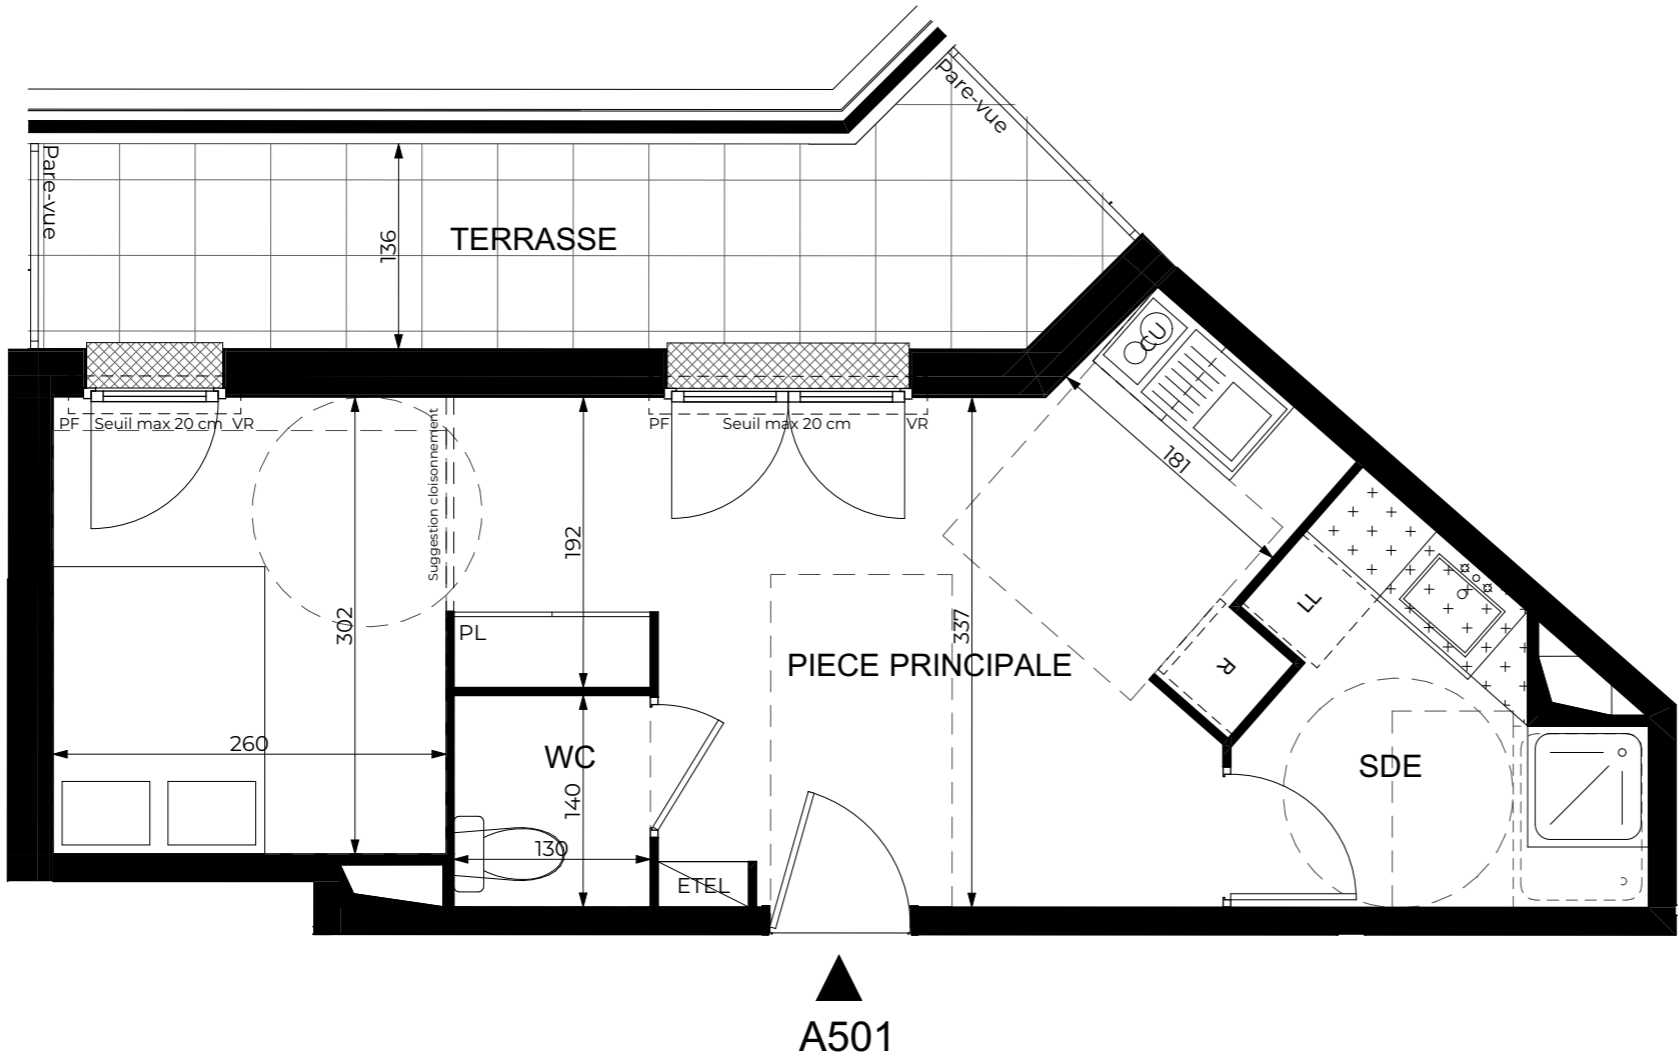 Pare-vue
Pare-vue
136
TERRASSE
CU
PF Seuil max 20 cm VR
PF Seuil max 20 cm VR
Suggestion cloisonnement
181
192
302
337
LL
PL
R
PIECE PRINCIPALE
260
WC
SDE
140
130
ETEL
A501